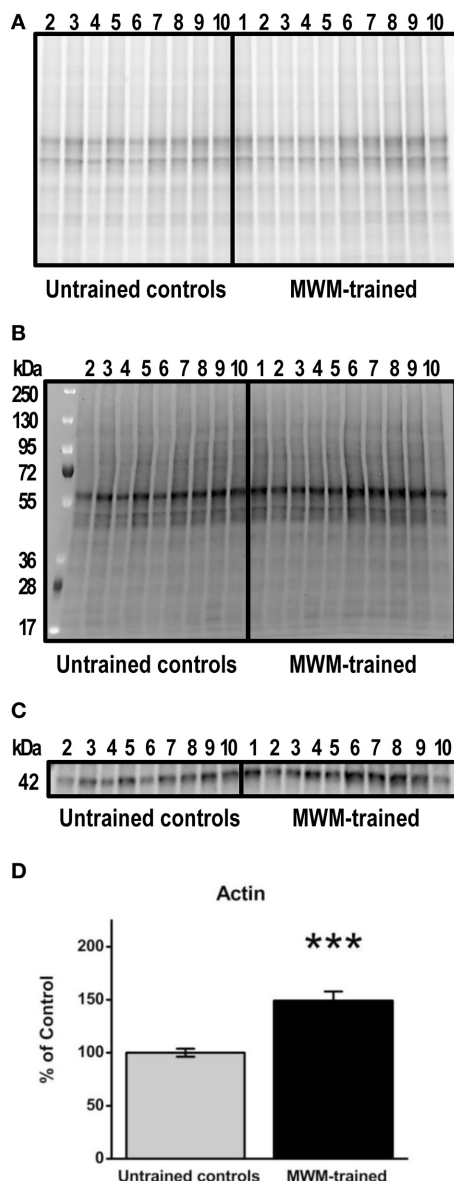 A
2 3 4 5 6 7 8 9 10 1 2 3 4 5 6 7 8 9 10
Untrained controls MWM-trained
B
kDa 2 3 4 5 6 7 8 9 10 1 2 3 4 5 6 7 8 9 10
250
130
95
72
55
36
28
17
Untrained controls MWM-trained
C
kDa 2 3 4 5 6 7 8 9 10 1 2 3 4 5 6 7 8 9 10
42
Untrained controls MWM-trained
D
Actin
***
% of Control
200
150
100
50
0
Untrained controls MWM-trained